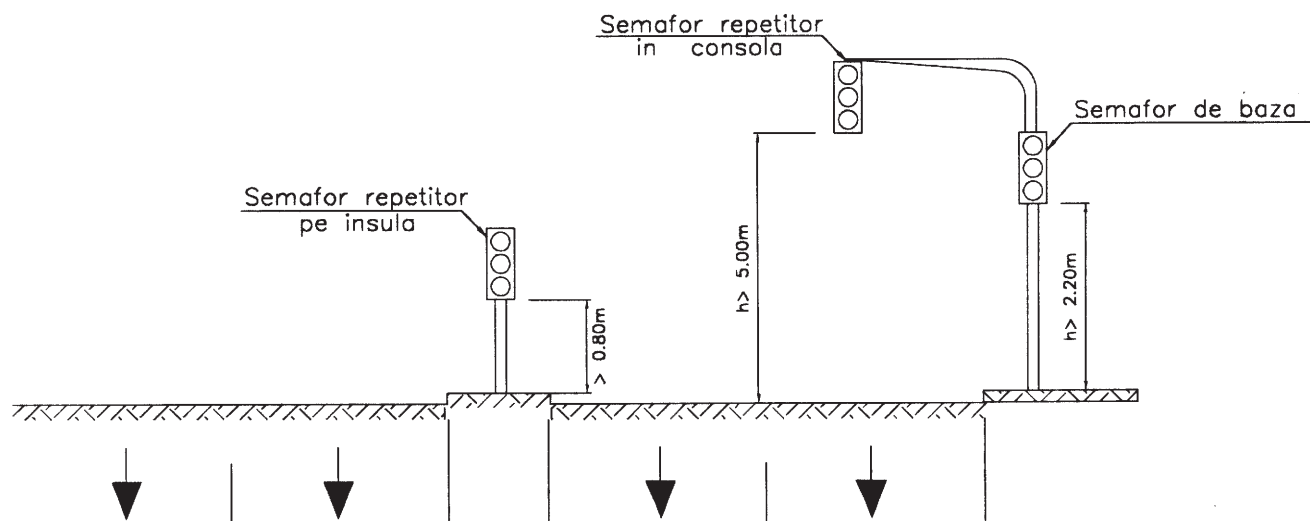 Semafor repetitor
in consola
Semafor de baza
Semafor repetitor
pe insula
h> 5.00m
h> 2.20m
> 0.80m